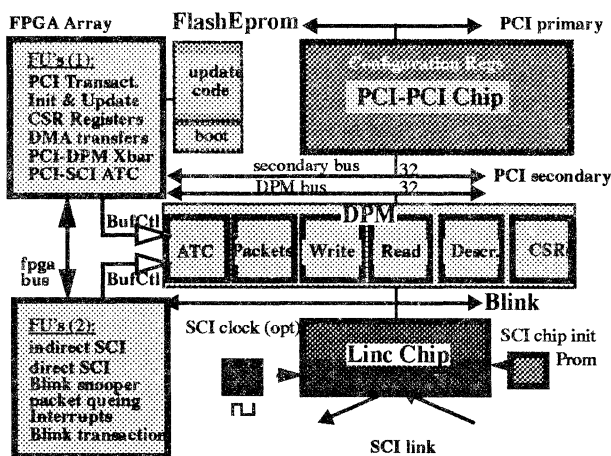 FPGA Array
FlashEprom
PCI primary
FU's (1):
PCI Transact.
Init & Update
CSR Registers
DMA transfers
PCI-DPM Xbar
PCI-SCI ATC
update
code
boot
Configuration Regs
PCI-PCI Chip
secondary bus
32
PCI secondary
DPM bus
32
BufCtl
DPM
fpga
bus
BufCtl
ATC
Packets
Write
Read
Descr.
CSR
Blink
FU's (2):
indirect SCI
direct SCI
Blink snooper
packet queing
Interrupts
Blink transaction
SCI clock (opt)
Linc Chip
SCI chip init
Prom
SCI link